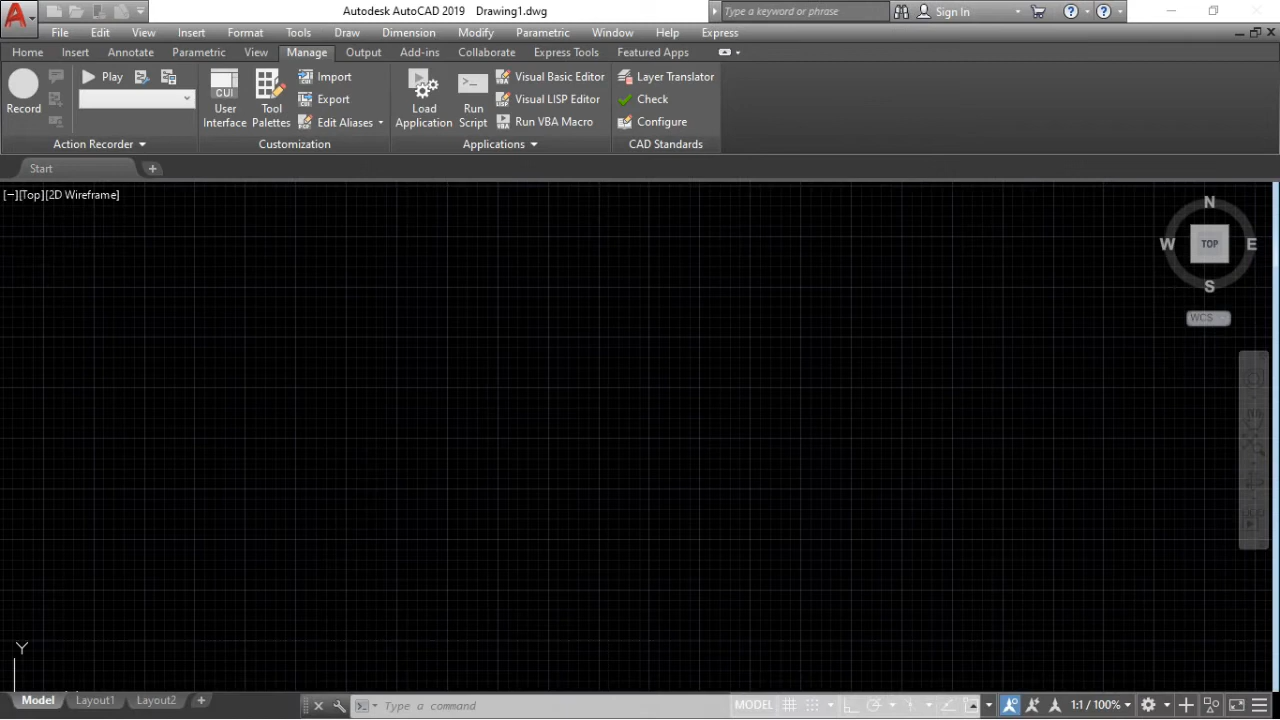 Autodesk AutoCAD 2019 Drawing1.dwg
Type a keyword or phrase
Sign In
File Edit View Insert Format Tools Draw Dimension Modify Parametric Window Help Express
Home Insert Annotate Parametric View Manage Output Add-ins Collaborate Express Tools Featured Apps
Record
Play
CUI
User Interface
Tool Palettes
Import
Export
Edit Aliases
Load Application
Run Script
Visual Basic Editor
Visual LISP Editor
Run VBA Macro
Layer Translator
Check
Configure
Action Recorder
Customization
Applications
CAD Standards
Start
[−][Top][2D Wireframe]
N
W
TOP
E
S
WCS
Y
Model Layout1 Layout2
Type a command
MODEL
1:1 / 100%